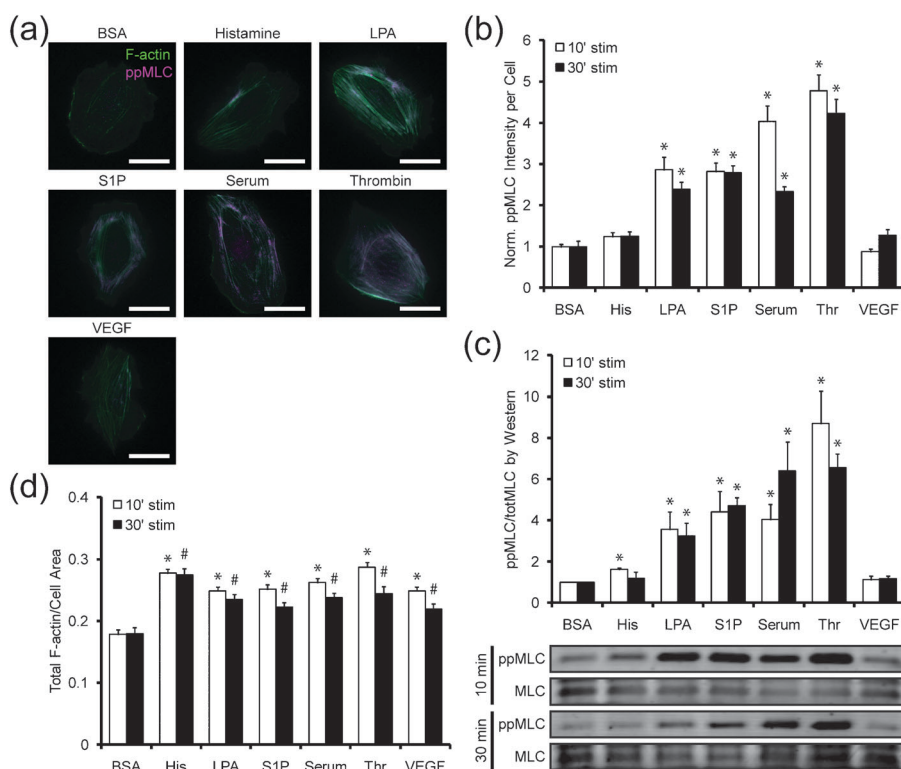 (a)
BSA
Histamine
LPA
F-actin
ppMLC
S1P
Serum
Thrombin
VEGF
(b)
Norm. ppMLC Intensity per Cell
6
5
4
3
2
1
0
10' stim
30' stim
*
*
*
*
*
*
*
*
BSA
His
LPA
S1P
Serum
Thr
VEGF
(c)
ppMLC/totMLC by Western
12
10
8
6
4
2
0
10' stim
30' stim
*
*
*
*
*
*
*
*
*
BSA
His
LPA
S1P
Serum
Thr
VEGF
10 min
ppMLC
MLC
30 min
ppMLC
MLC
(d)
Total F-actin/Cell Area
0.4
0.3
0.2
0.1
0
10' stim
30' stim
*
#
*
#
*
#
*
#
*
#
*
#
BSA
His
LPA
S1P
Serum
Thr
VEGF